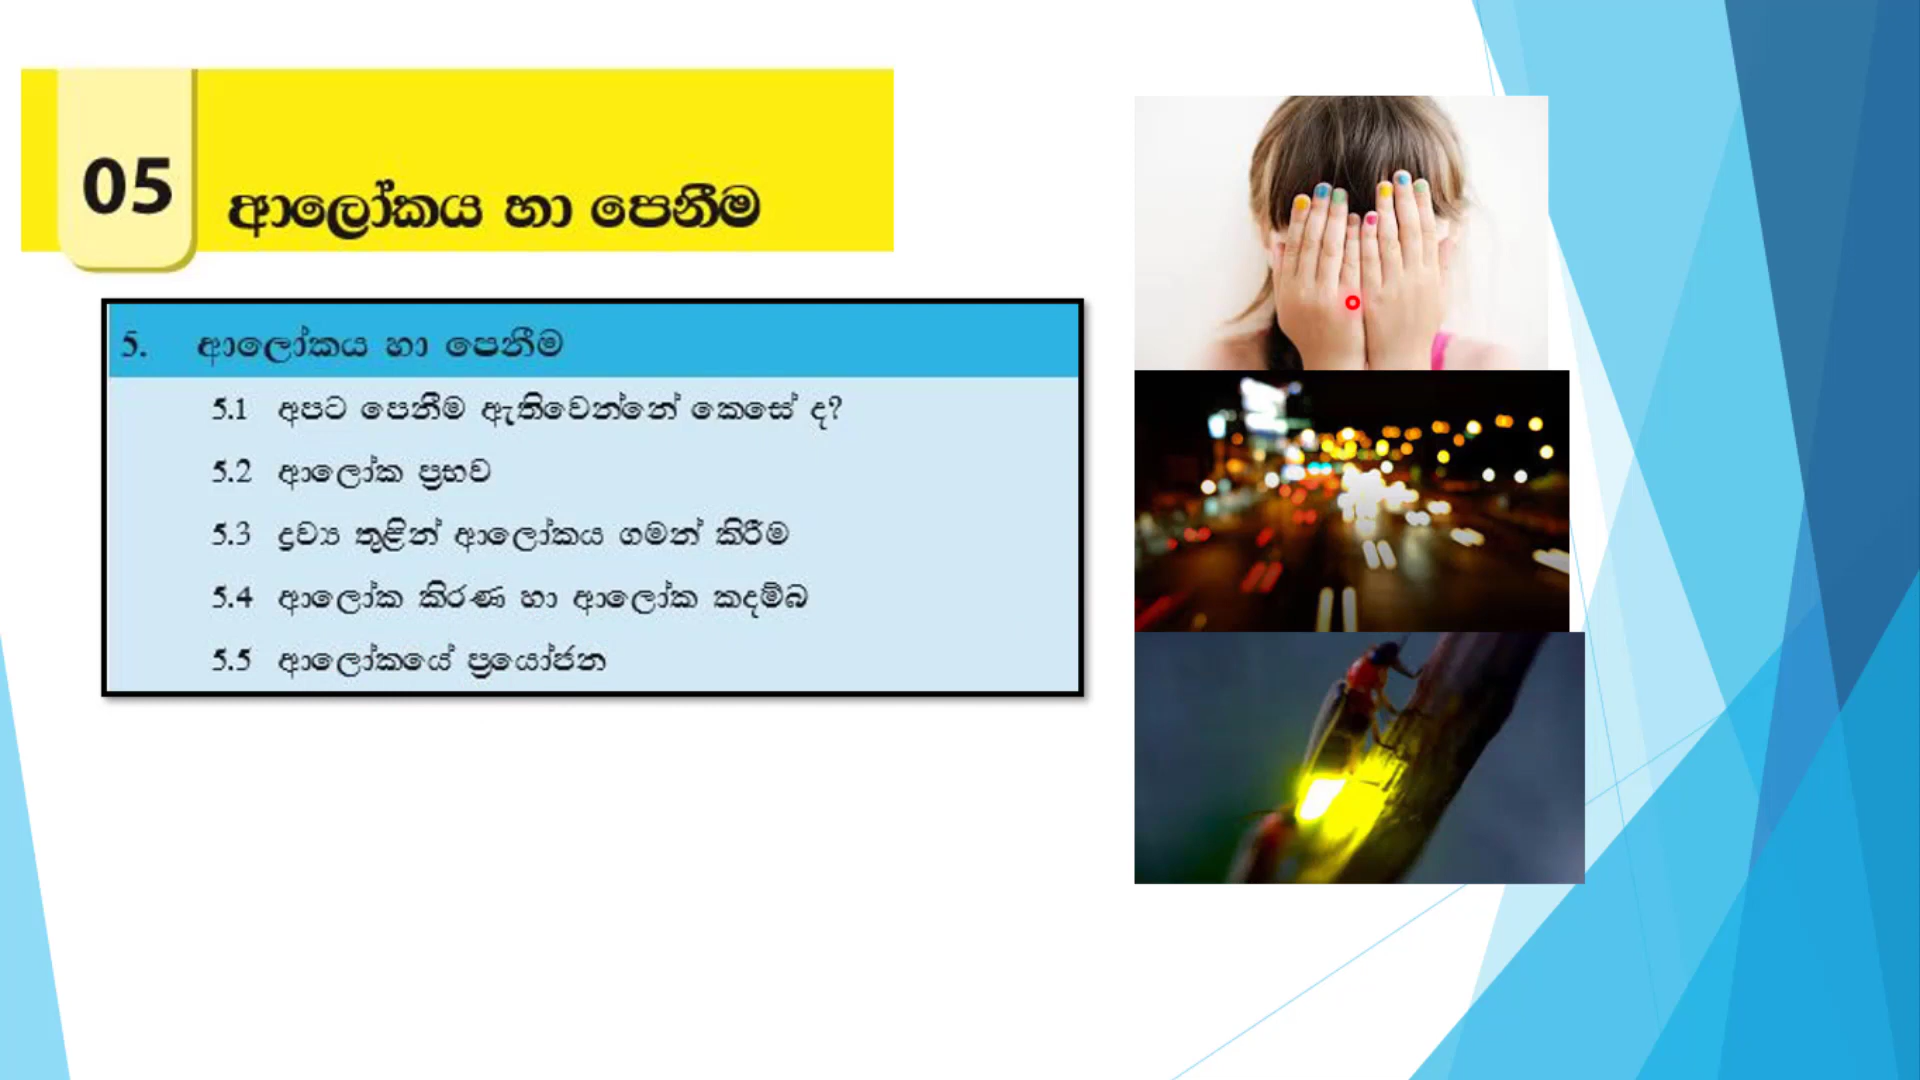 05
ආලෝකය හා පෙනීම
5. ආලෝකය හා පෙනීම
5.1 අපට පෙනීම ඇතිවෙන්නේ කෙසේ ද?
5.2 ආලෝක ප්‍රභව
5.3 ද්‍රව්‍ය තුළින් ආලෝකය ගමන් කිරීම
5.4 ආලෝක කිරණ හා ආලෝක කදම්බ
5.5 ආලෝකයේ ප්‍රයෝජන